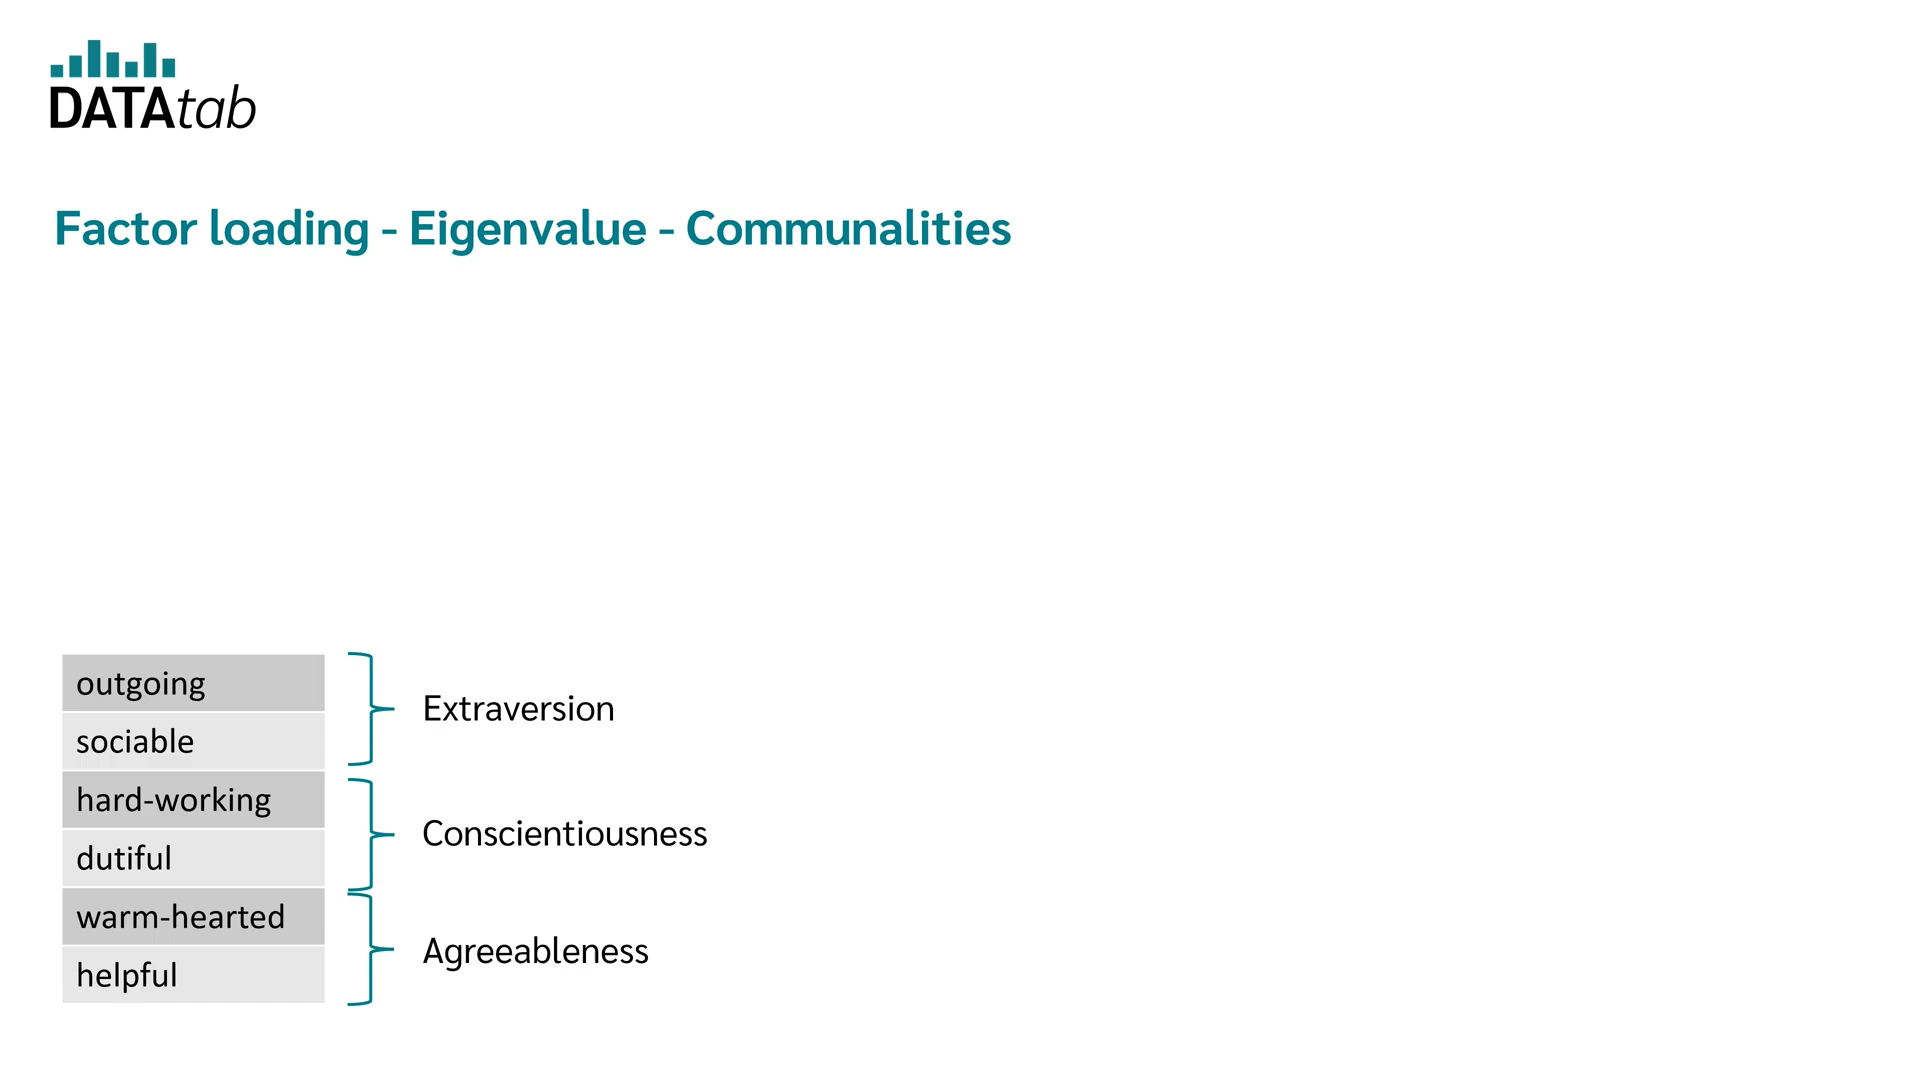 DATAtab
Factor loading - Eigenvalue - Communalities
outgoing
sociable
Extraversion
hard-working
dutiful
Conscientiousness
warm-hearted
helpful
Agreeableness